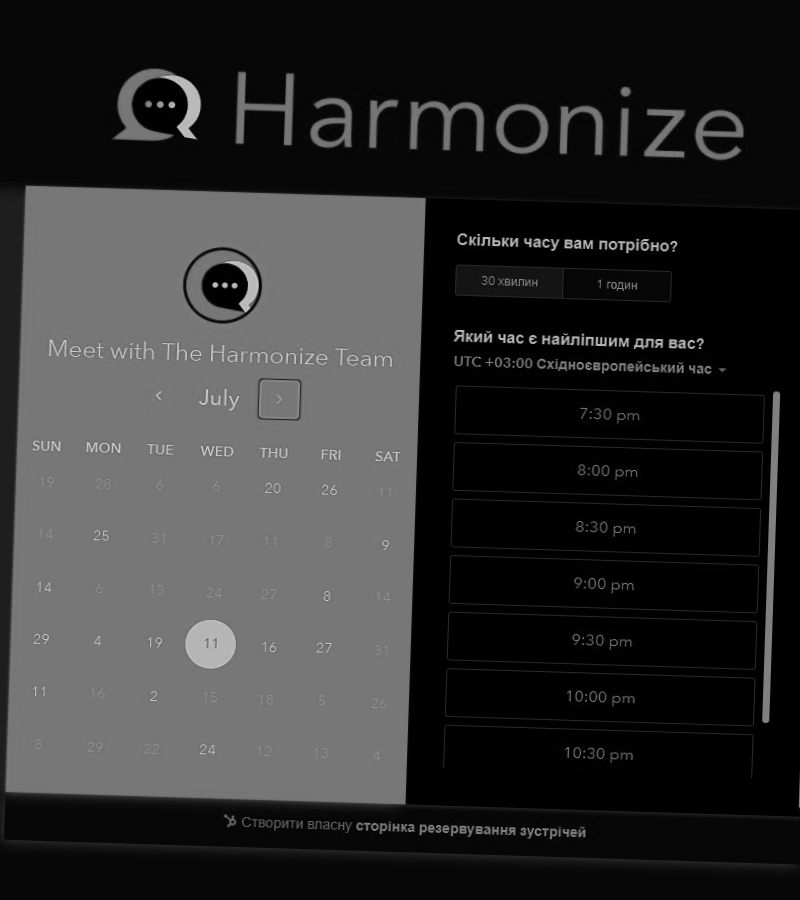 Harmonize
Meet with The Harmonize Team
July
SUN MON TUE WED THU FRI SAT
19 28 6 6 20 26 11
14 25 31 17 11 8 9
14 6 13 24 27 8 14
29 4 19 11 16 27 31
11 16 2 15 18 5 26
8 29 22 24 12 13 4
Скільки часу вам потрібно?
30 хвилин 1 годин
Який час є найліпшим для вас?
UTC +03:00 Східноєвропейський час
7:30 pm
8:00 pm
8:30 pm
9:00 pm
9:30 pm
10:00 pm
10:30 pm
Створити власну сторінка резервування зустрічей